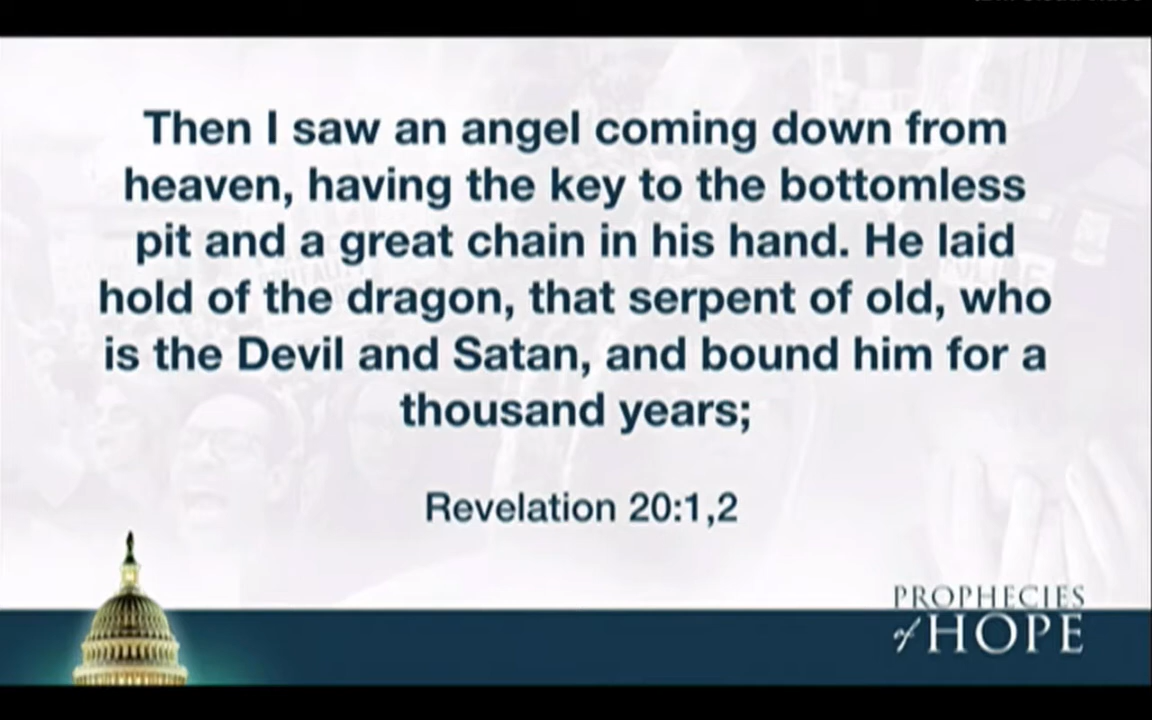 Then I saw an angel coming down from
heaven, having the key to the bottomless
pit and a great chain in his hand. He laid
hold of the dragon, that serpent of old, who
is the Devil and Satan, and bound him for a
thousand years;
Revelation 20:1,2
PROPHECIES
of HOPE